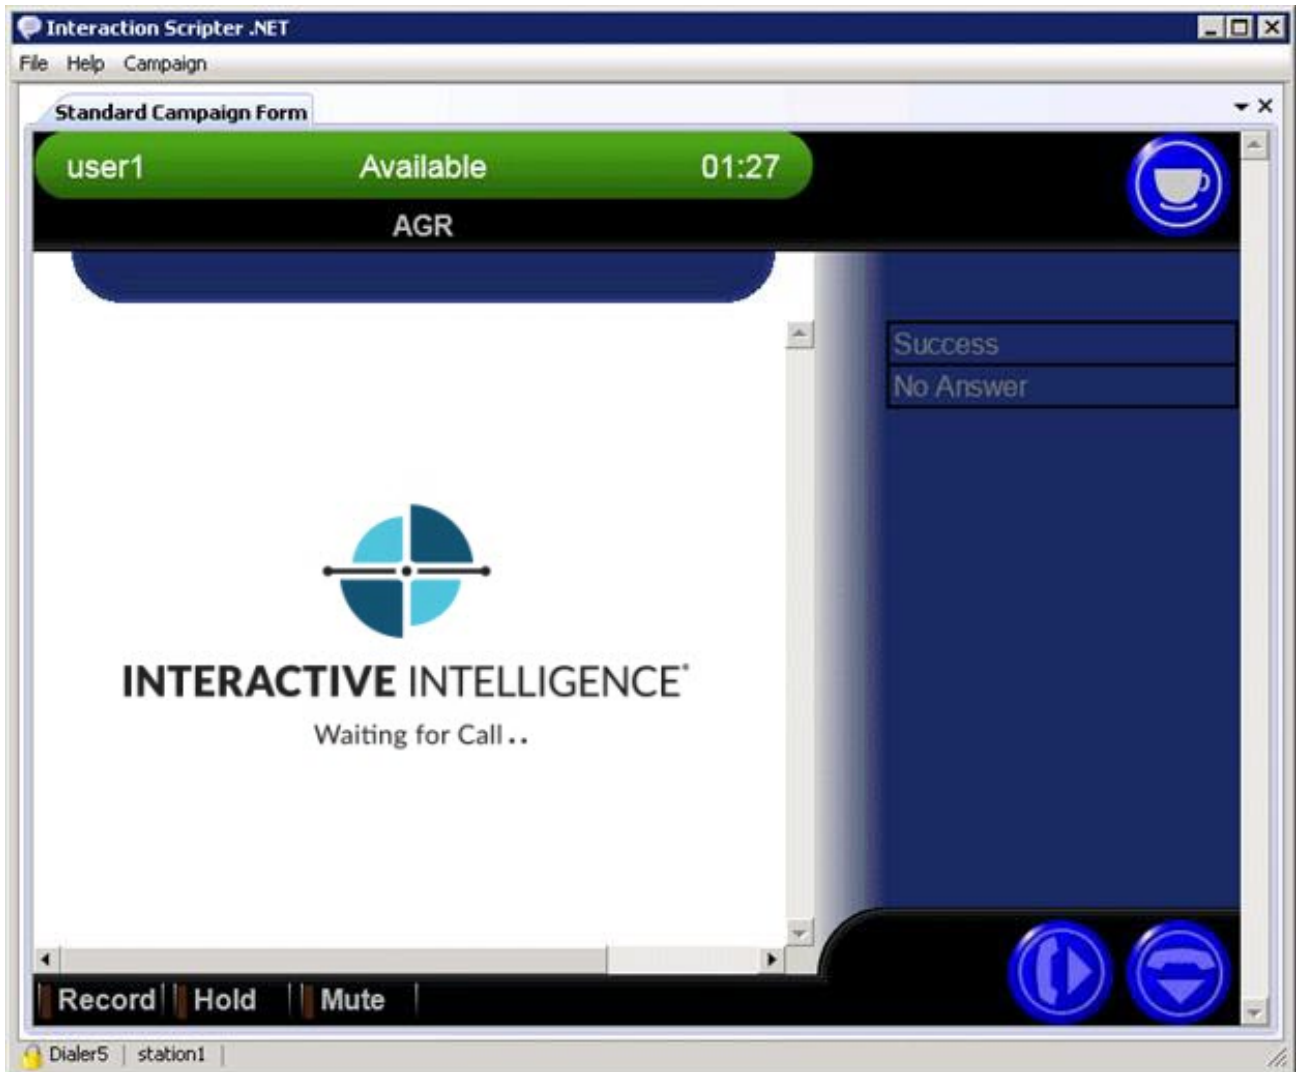 Interaction Scripter .NET
File Help Campaign
Standard Campaign Form
user1 Available 01:27
AGR
Success
No Answer
INTERACTIVE INTELLIGENCE®
Waiting for Call..
Record Hold Mute
Dialer5 station1